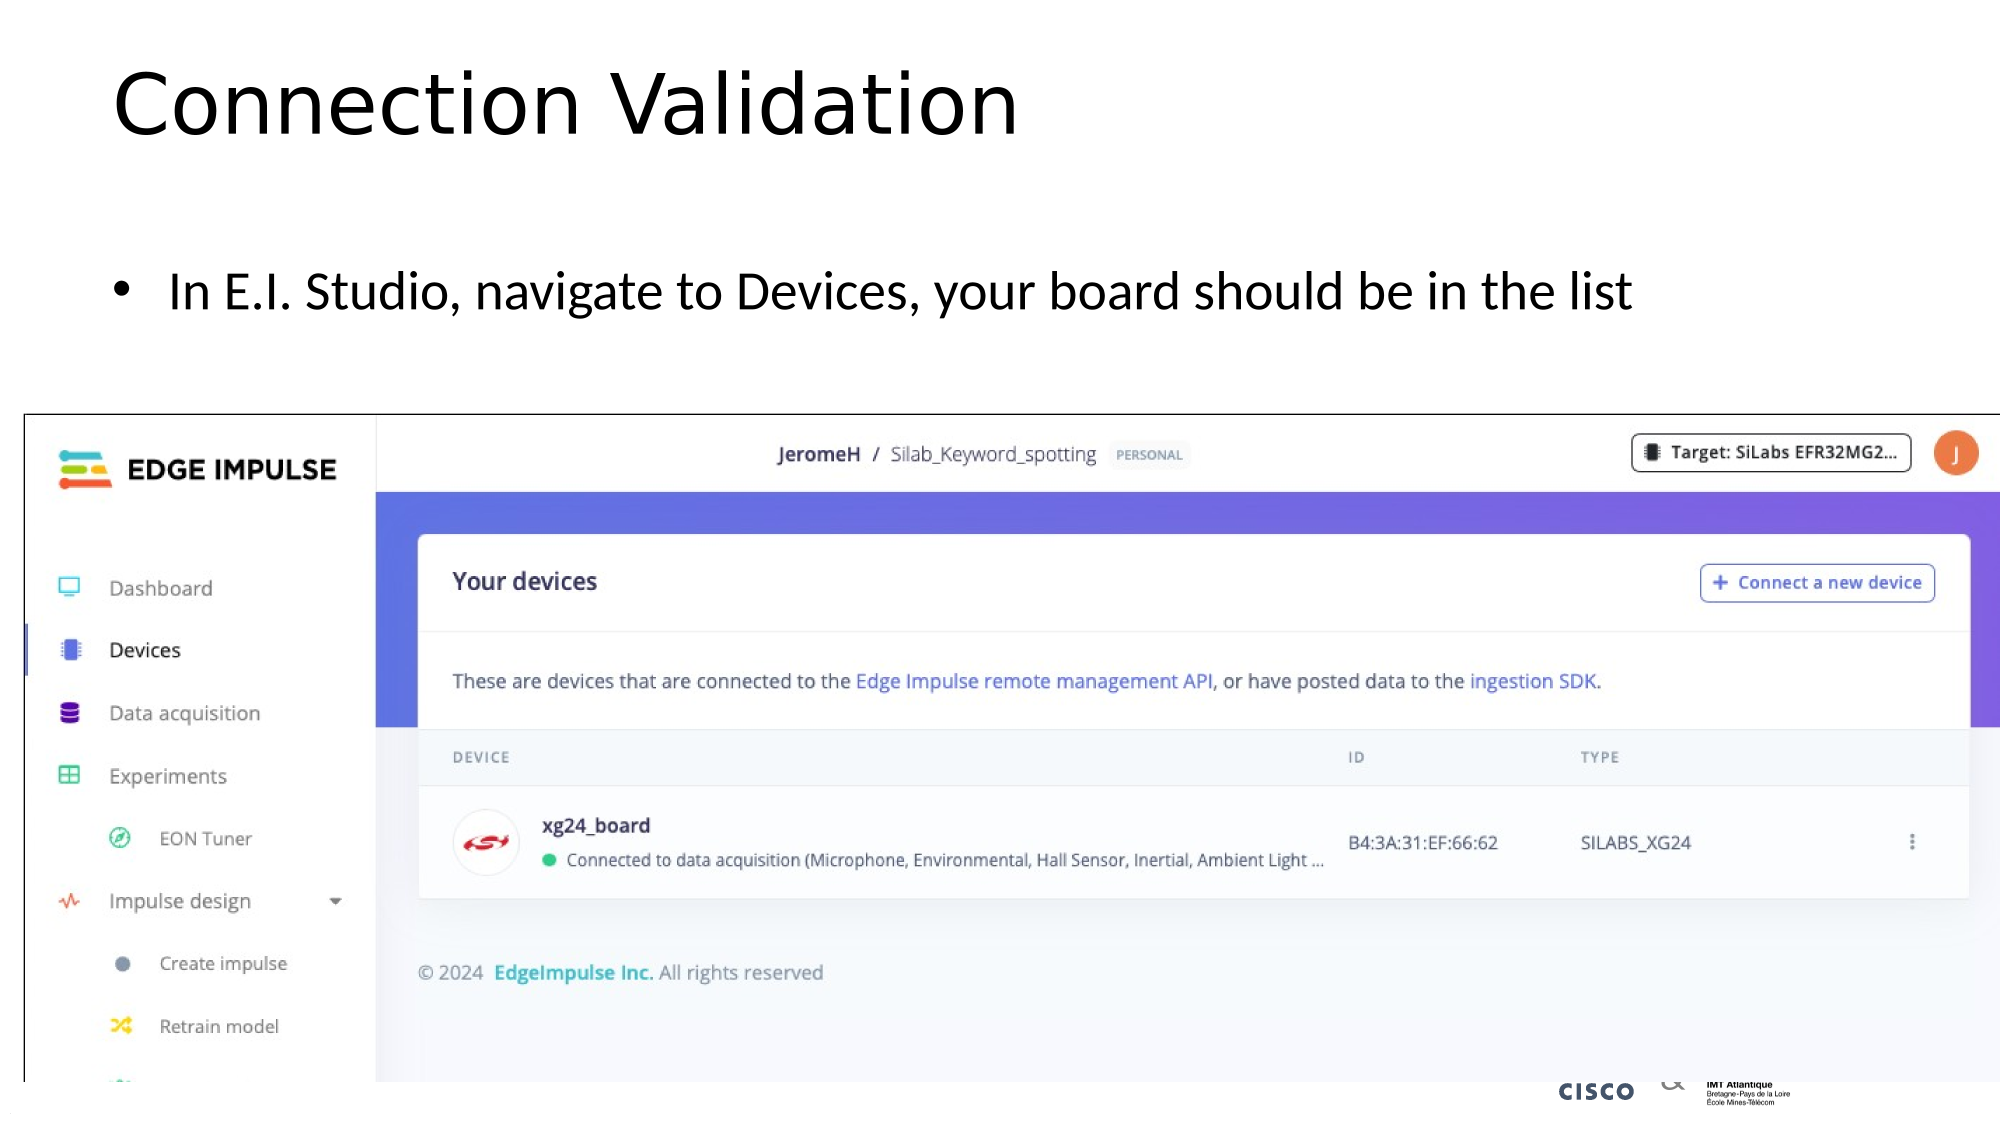 Connection Validation
• In E.I. Studio, navigate to Devices, your board should be in the list
EDGE IMPULSE
JeromeH / Silab_Keyword_spotting PERSONAL
Target: SiLabs EFR32MG2...
J
Dashboard
Devices
Data acquisition
Experiments
EON Tuner
Impulse design
Create impulse
Retrain model
Your devices
+ Connect a new device
These are devices that are connected to the Edge Impulse remote management API, or have posted data to the ingestion SDK.
DEVICE ID TYPE
xg24_board
Connected to data acquisition (Microphone, Environmental, Hall Sensor, Inertial, Ambient Light ...
B4:3A:31:EF:66:62
SILABS_XG24
© 2024 EdgeImpulse Inc. All rights reserved
CISCO &
IMT Atlantique
Bretagne-Pays de la Loire
École Mines-Télécom